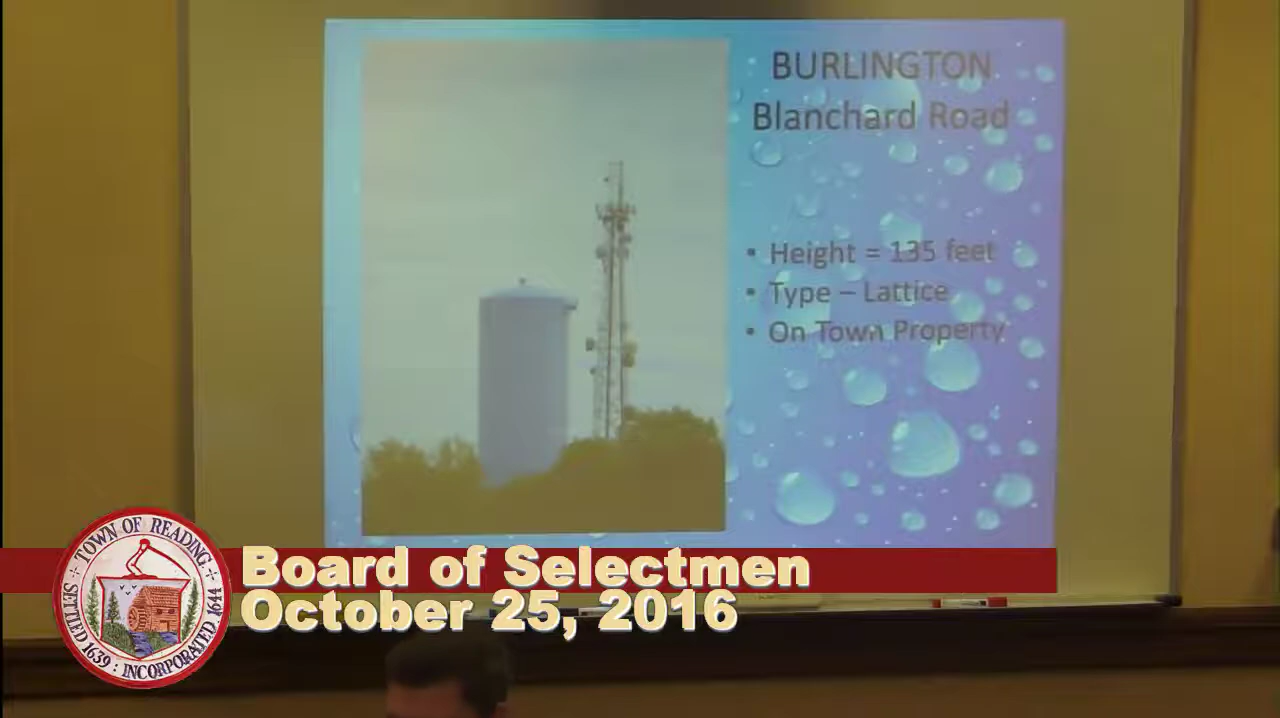 BURLINGTON
Blanchard Road
• Height = 135 feet
• Type – Lattice
• On Town Property
TOWN OF READING
SETTLED 1639 : INCORPORATED 1644
Board of Selectmen
October 25, 2016